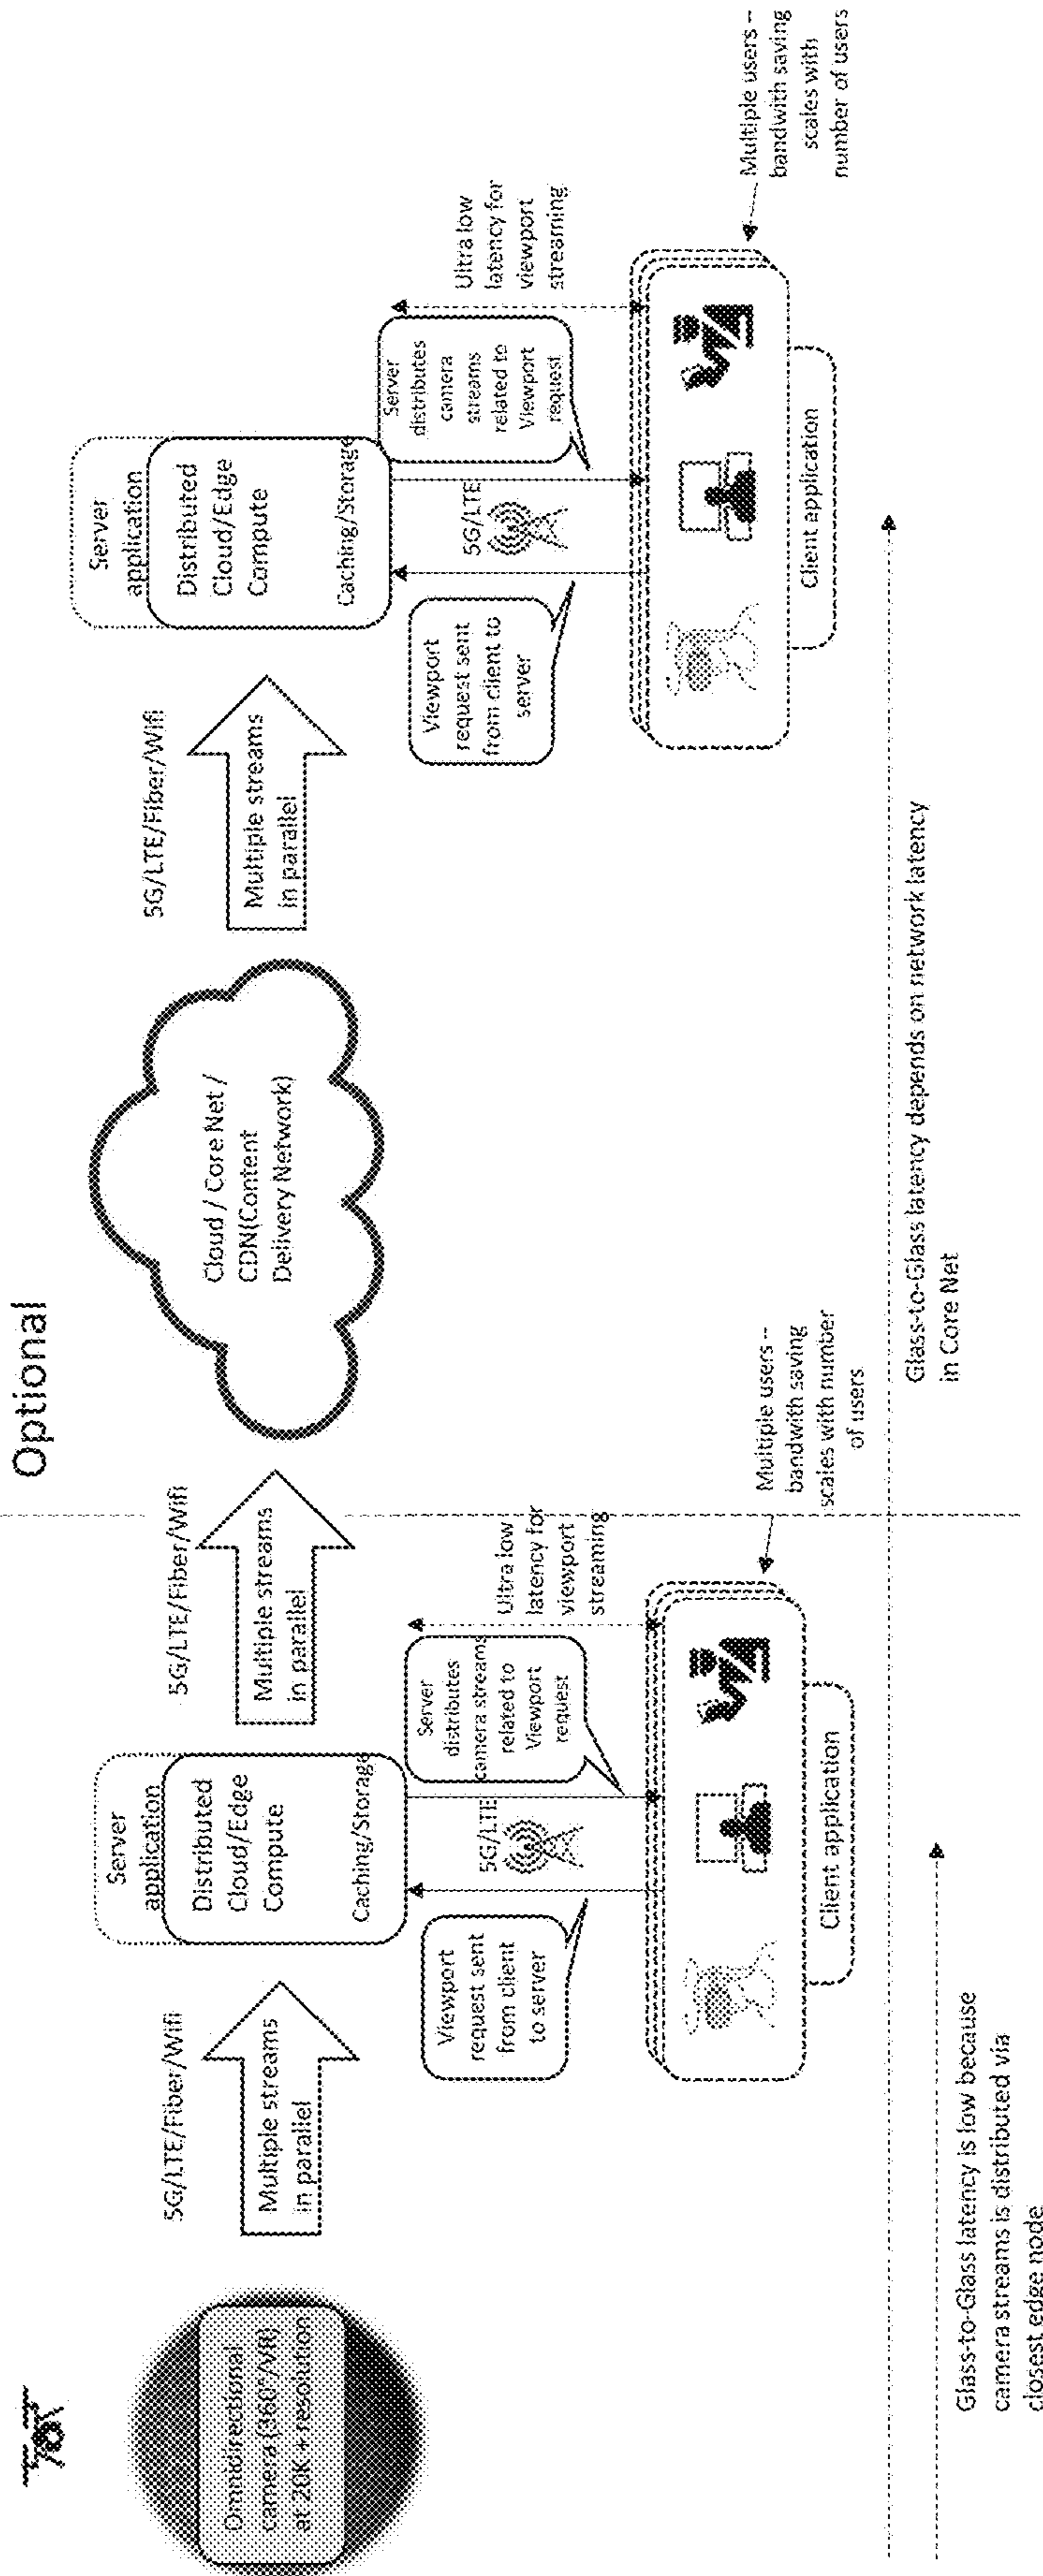 Optional
Omnidirectional
camera (360°/VR)
at 20K + resolution
5G/LTE/Fiber/Wifi
Multiple streams
in parallel
Server
application
Distributed
Cloud/Edge
Compute
Caching/Storage
Viewport
request sent
from client
to server
5G/LTE
Server
distributes
camera streams
related to
Viewport
request
Ultra low
latency for
viewport
streaming
Client application
Multiple users --
bandwith saving
scales with number
of users
5G/LTE/Fiber/Wifi
Multiple streams
in parallel
Cloud / Core Net /
CDN(Content
Delivery Network)
5G/LTE/Fiber/Wifi
Multiple streams
in parallel
Server
application
Distributed
Cloud/Edge
Compute
Caching/Storage
Viewport
request sent
from client to
server
5G/LTE
Server
distributes
camera
streams
related to
Viewport
request
Ultra low
latency for
viewport
streaming
Client application
Multiple users --
bandwith saving
scales with
number of users
Glass-to-Glass latency depends on network latency
in Core Net
Glass-to-Glass latency is low because
camera streams is distributed via
closest edge node